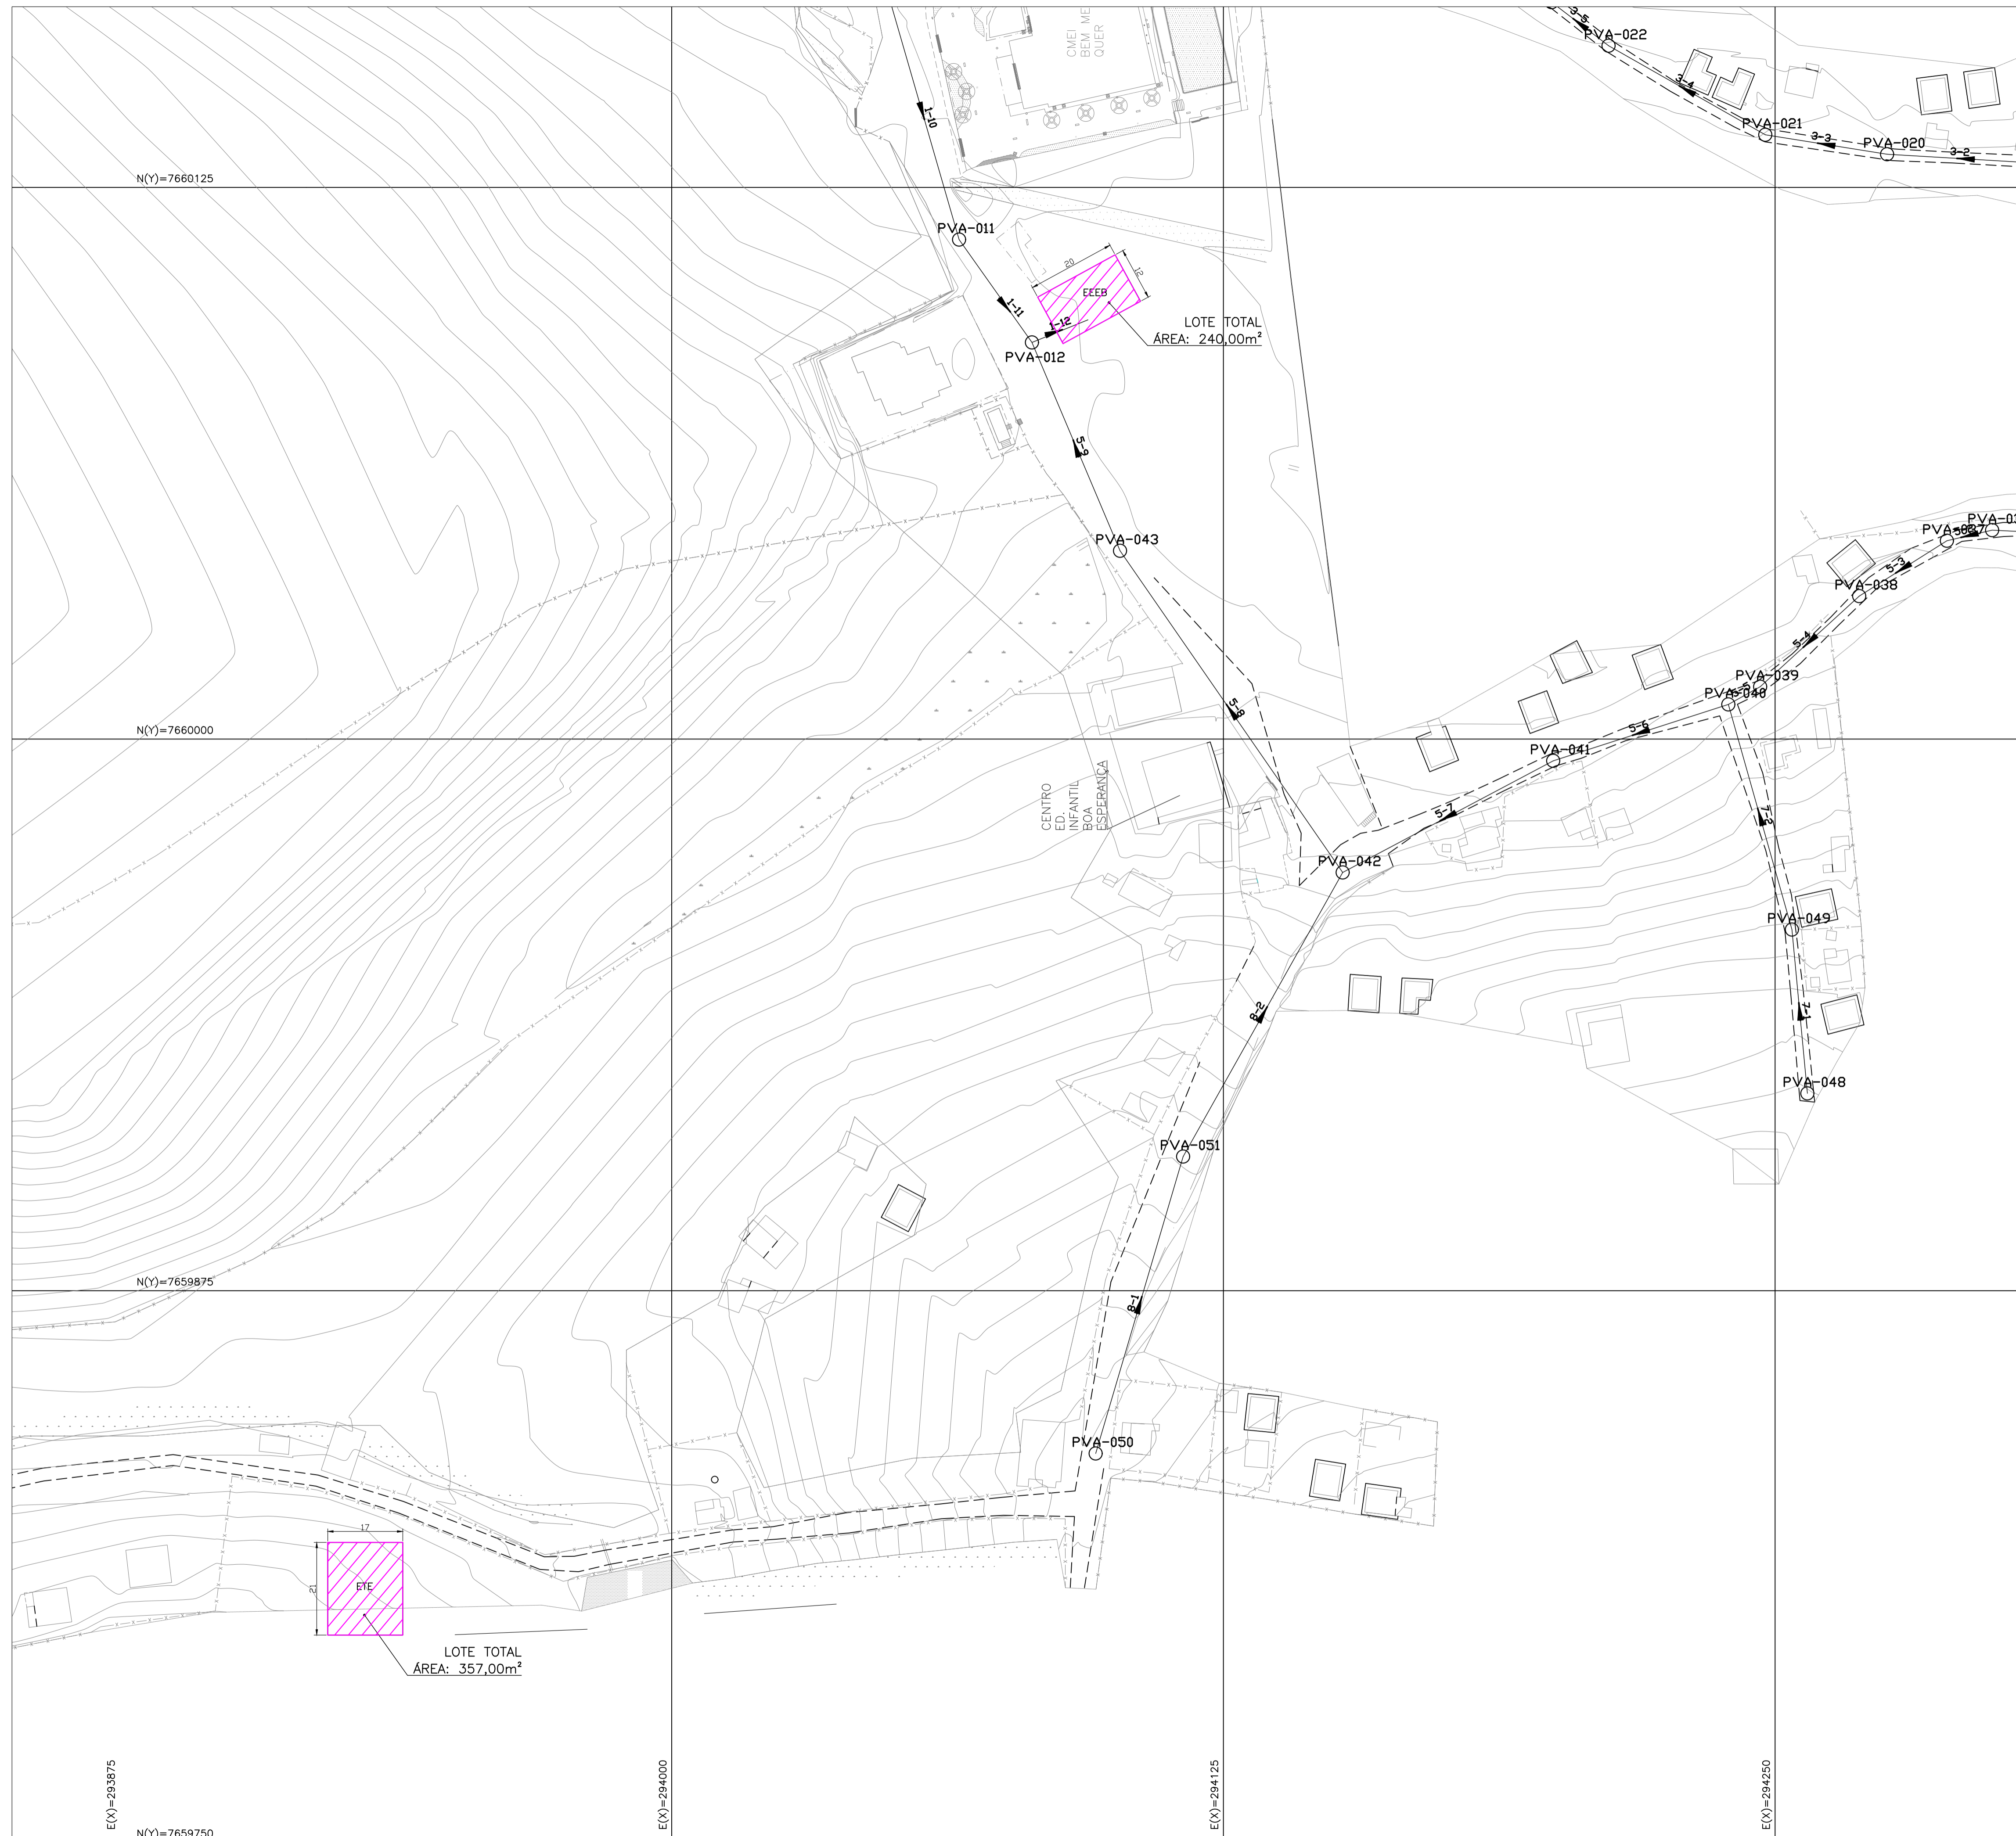 CMEI
BEM ME
QUER
3-5
PVA-022
3-4
1-10
PVA-021
3-3
PVA-020
3-2
N(Y)=7660125
PVA-011
20
12
EEEB
1-11
1-12
LOTE TOTAL
ÁREA: 240,00m²
PVA-012
5-9
PVA-043
PVA-037
5-3
PVA-038
5-4
PVA-039
5-5
PVA-040
5-8
5-6
N(Y)=7660000
PVA-041
CENTRO
ED.
INFANTIL
BOA
ESPERANÇA
5-7
7-2
PVA-042
PVA-049
8-2
7-1
PVA-048
PVA-051
N(Y)=7659875
8-1
PVA-050
17
21
ETE
LOTE TOTAL
ÁREA: 357,00m²
E(X)=293875
E(X)=294000
E(X)=294125
E(X)=294250
N(Y)=7659750